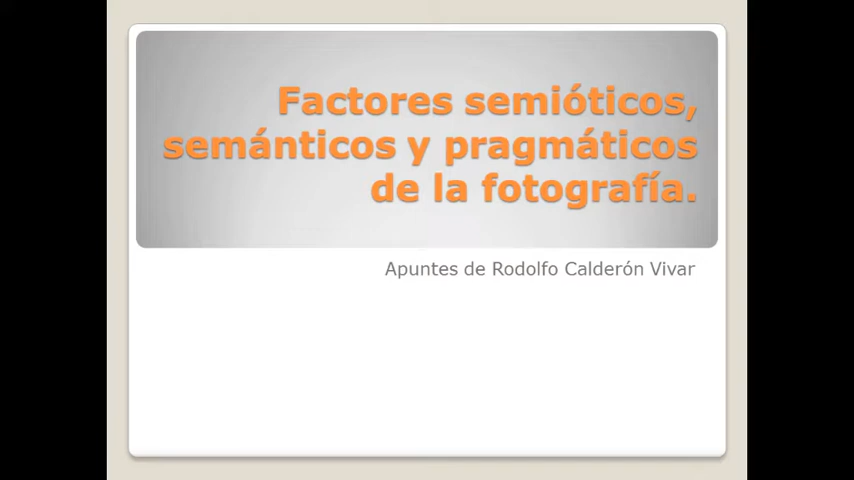 Factores semióticos,
semánticos y pragmáticos
de la fotografía.
Apuntes de Rodolfo Calderón Vivar